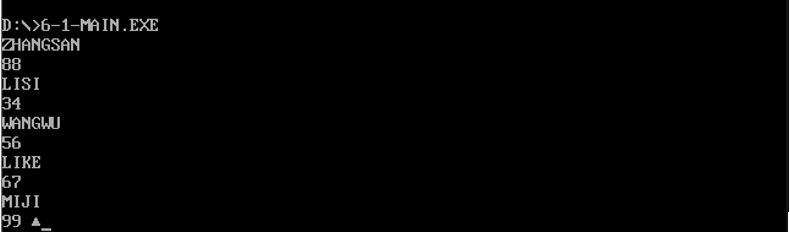 D:\>6-1-MAIN.EXE
ZHANGSAN
88
LISI
34
WANGWU
56
LIKE
67
MIJI
99 ▲_